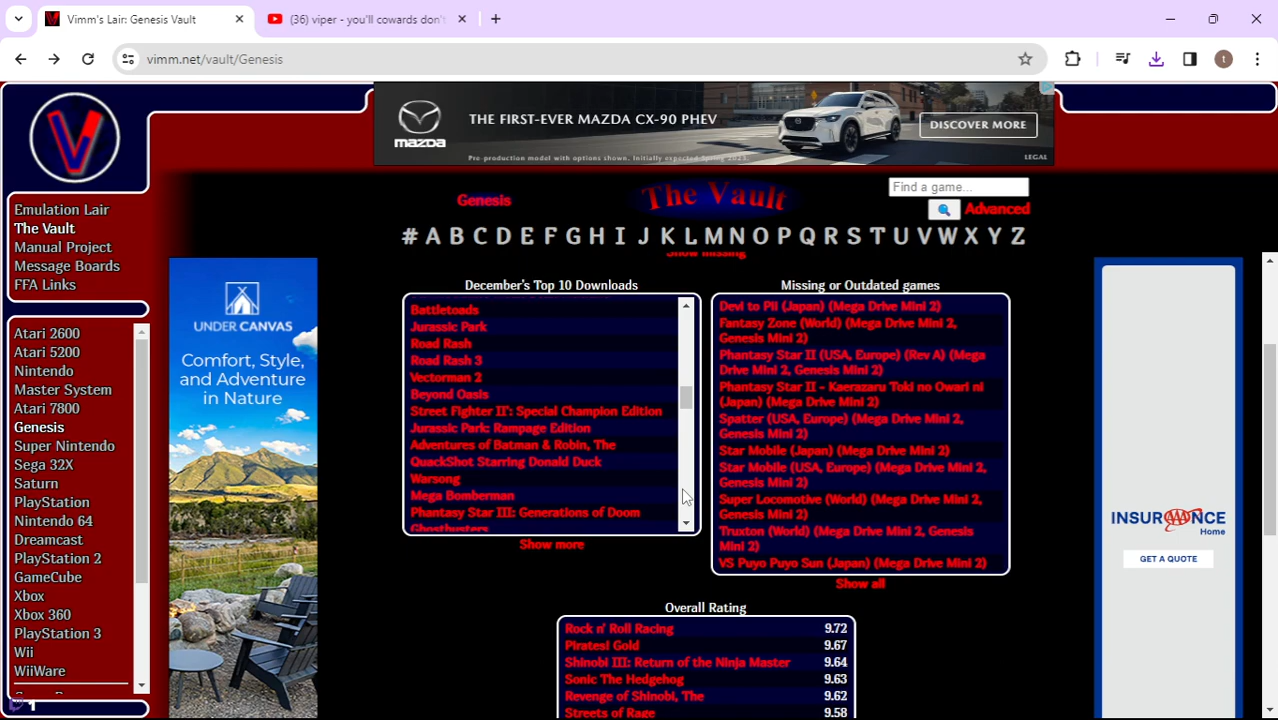 Vimm's Lair: Genesis Vault
(36) viper - you'll cowards don't
vimm.net/vault/Genesis
t
mazda
THE FIRST-EVER MAZDA CX-90 PHEV
DISCOVER MORE
Pre-production model with options shown. Initially expected Spring 2023.
LEGAL
V
Genesis
The Vault
Find a game...
Advanced
# A B C D E F G H I J K L M N O P Q R S T U V W X Y Z
Show missing
Emulation Lair
The Vault
Manual Project
Message Boards
FFA Links
Atari 2600
Atari 5200
Nintendo
Master System
Atari 7800
Genesis
Super Nintendo
Sega 32X
Saturn
PlayStation
Nintendo 64
Dreamcast
PlayStation 2
GameCube
Xbox
Xbox 360
PlayStation 3
Wii
WiiWare
1
UNDER CANVAS
Comfort, Style,
and Adventure
in Nature
December's Top 10 Downloads
Battletoads
Jurassic Park
Road Rash
Road Rash 3
Vectorman 2
Beyond Oasis
Street Fighter II': Special Champion Edition
Jurassic Park: Rampage Edition
Adventures of Batman & Robin, The
QuackShot Starring Donald Duck
Warsong
Mega Bomberman
Phantasy Star III: Generations of Doom
Ghostbusters
Show more
Missing or Outdated games
Devi to Pii (Japan) (Mega Drive Mini 2)
Fantasy Zone (World) (Mega Drive Mini 2,
Genesis Mini 2)
Phantasy Star II (USA, Europe) (Rev A) (Mega
Drive Mini 2, Genesis Mini 2)
Phantasy Star II - Kaerazaru Toki no Owari ni
(Japan) (Mega Drive Mini 2)
Spatter (USA, Europe) (Mega Drive Mini 2,
Genesis Mini 2)
Star Mobile (Japan) (Mega Drive Mini 2)
Star Mobile (USA, Europe) (Mega Drive Mini 2,
Genesis Mini 2)
Super Locomotive (World) (Mega Drive Mini 2,
Genesis Mini 2)
Truxton (World) (Mega Drive Mini 2, Genesis
Mini 2)
VS Puyo Puyo Sun (Japan) (Mega Drive Mini 2)
Show all
Overall Rating
Rock n' Roll Racing 9.72
Pirates! Gold 9.67
Shinobi III: Return of the Ninja Master 9.64
Sonic The Hedgehog 9.63
Revenge of Shinobi, The 9.62
Streets of Rage 9.58
INSURANCE
Home
GET A QUOTE